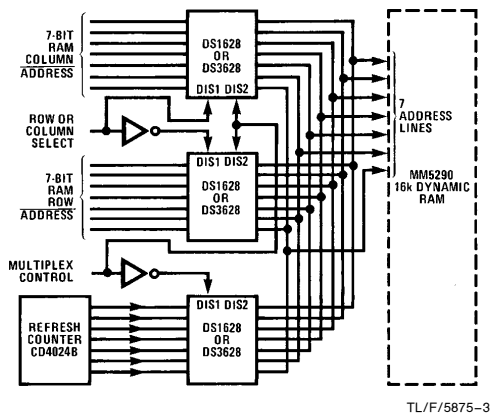 7-BIT
RAM
COLUMN
ADDRESS
DS1628
OR
DS3628
DIS1 DIS2
ROW OR
COLUMN
SELECT
7
ADDRESS
LINES
MM5290
16k DYNAMIC
RAM
DIS1 DIS2
7-BIT
RAM
ROW
ADDRESS
DS1628
OR
DS3628
MULTIPLEX
CONTROL
DIS1 DIS2
REFRESH
COUNTER
CD4024B
DS1628
OR
DS3628
TL/F/5875–3